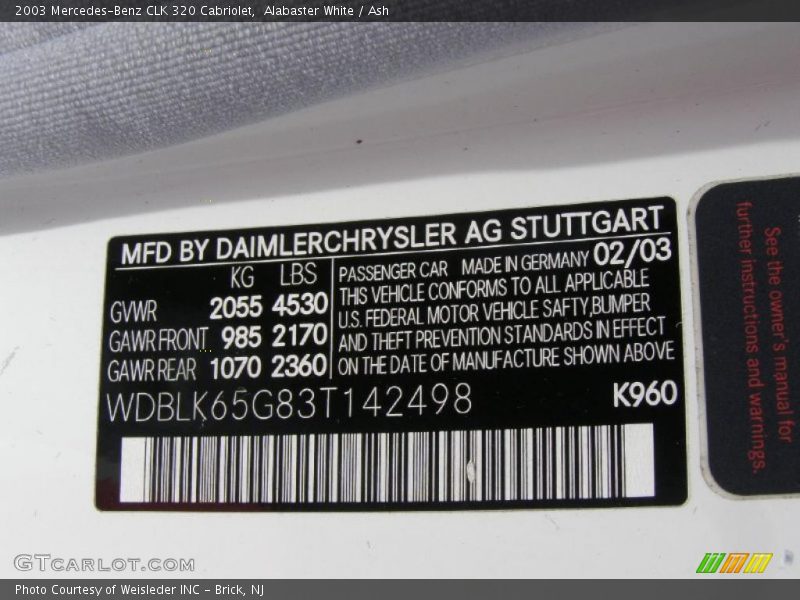 2003 Mercedes-Benz CLK 320 Cabriolet, Alabaster White / Ash
MFD BY DAIMLERCHRYSLER AG STUTTGART
KG LBS
GVWR 2055 4530
GAWR FRONT 985 2170
GAWR REAR 1070 2360
PASSENGER CAR MADE IN GERMANY 02/03
THIS VEHICLE CONFORMS TO ALL APPLICABLE
U.S. FEDERAL MOTOR VEHICLE SAFTY,BUMPER
AND THEFT PREVENTION STANDARDS IN EFFECT
ON THE DATE OF MANUFACTURE SHOWN ABOVE
WDBLK65G83T142498 K960
See the owner's manual for
further instructions and warnings.
GTCARLOT.COM
Photo Courtesy of Weisleder INC - Brick, NJ